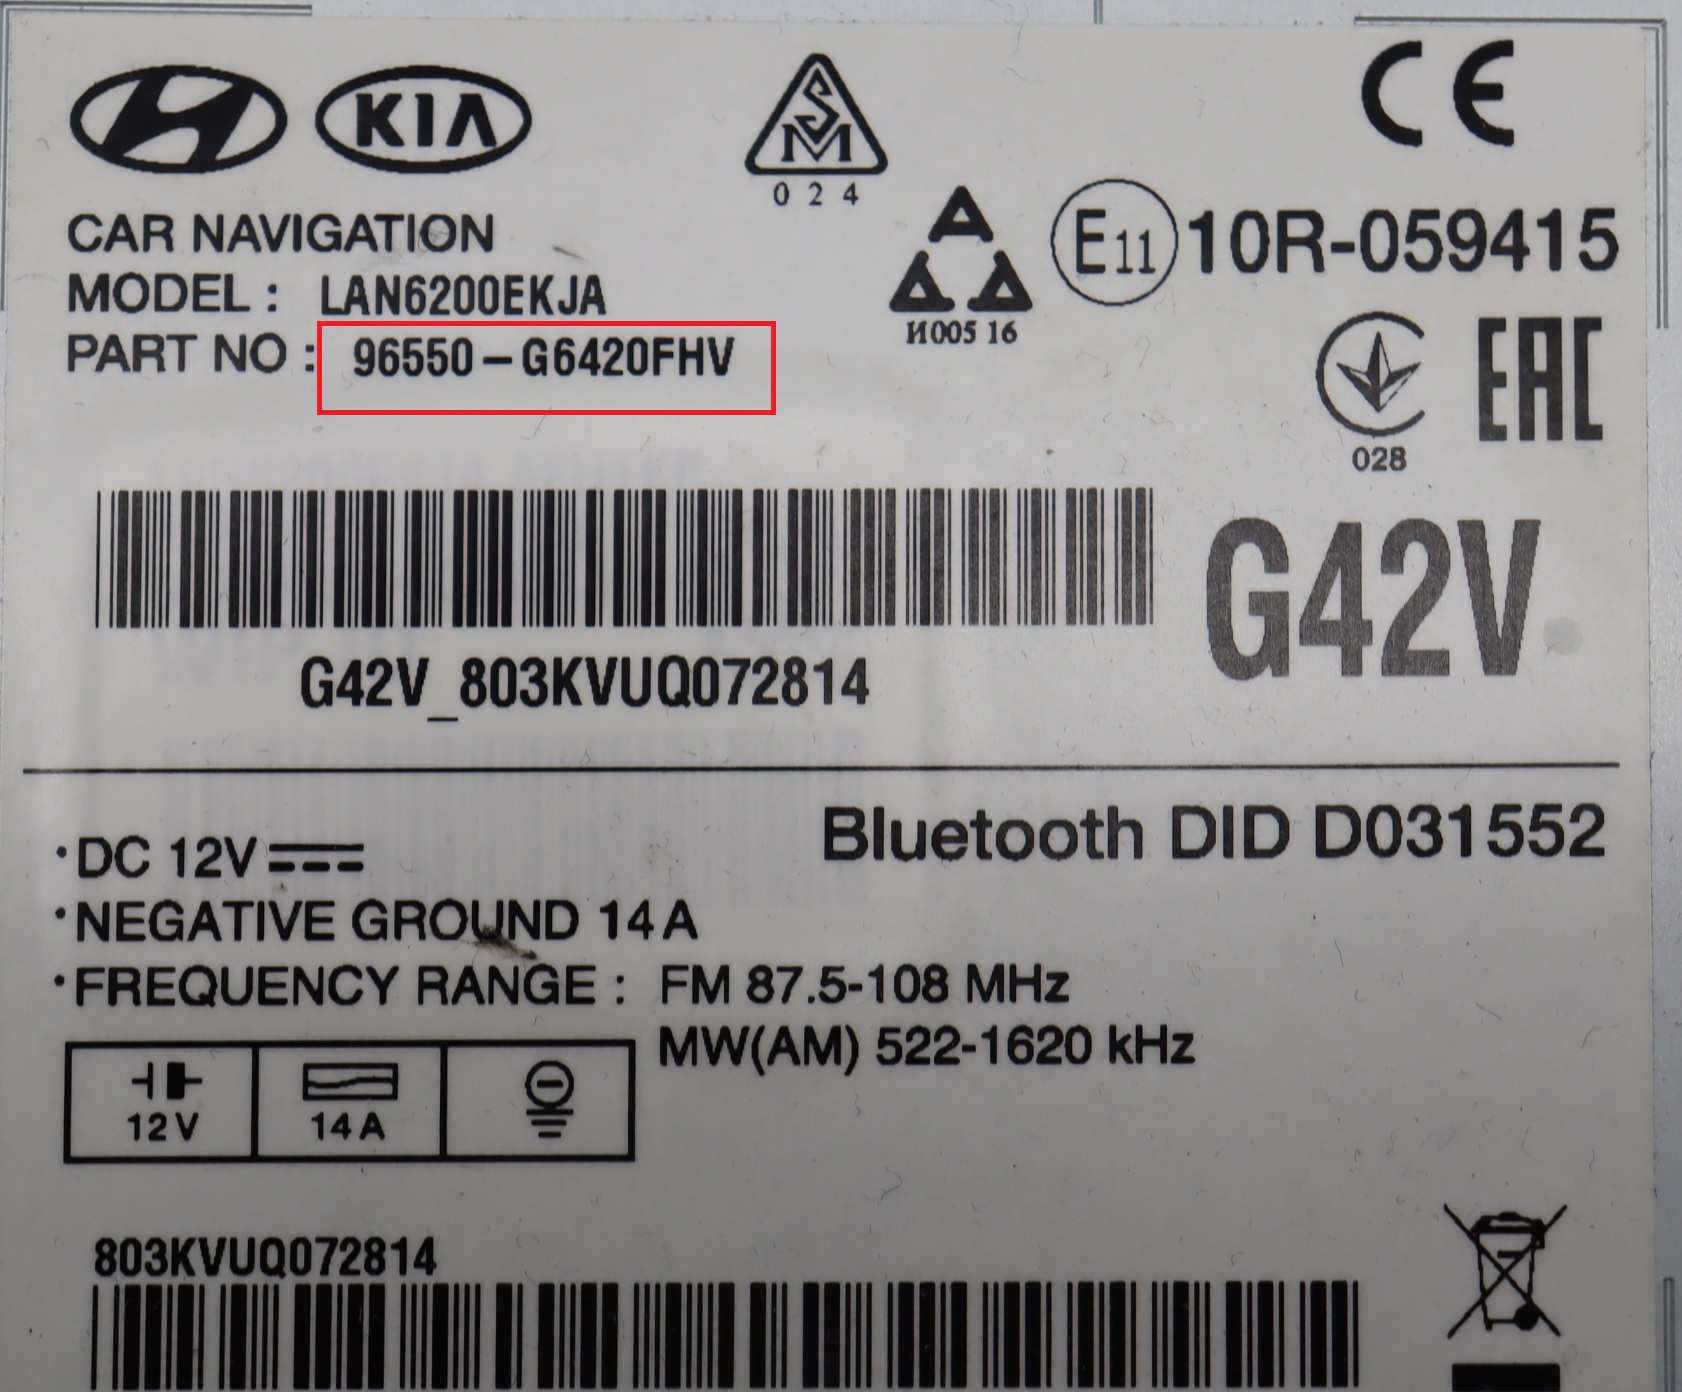 KIA
SM
024
CE
CAR NAVIGATION
MODEL : LAN6200EKJA
PART NO : 96550-G6420FHV
И005 16
E11 10R-059415
028
EAC
G42V
G42V_803KVUQ072814
Bluetooth DID D031552
·DC 12V
·NEGATIVE GROUND 14A
·FREQUENCY RANGE : FM 87.5-108 MHz
MW(AM) 522-1620 kHz
12V
14A
803KVUQ072814